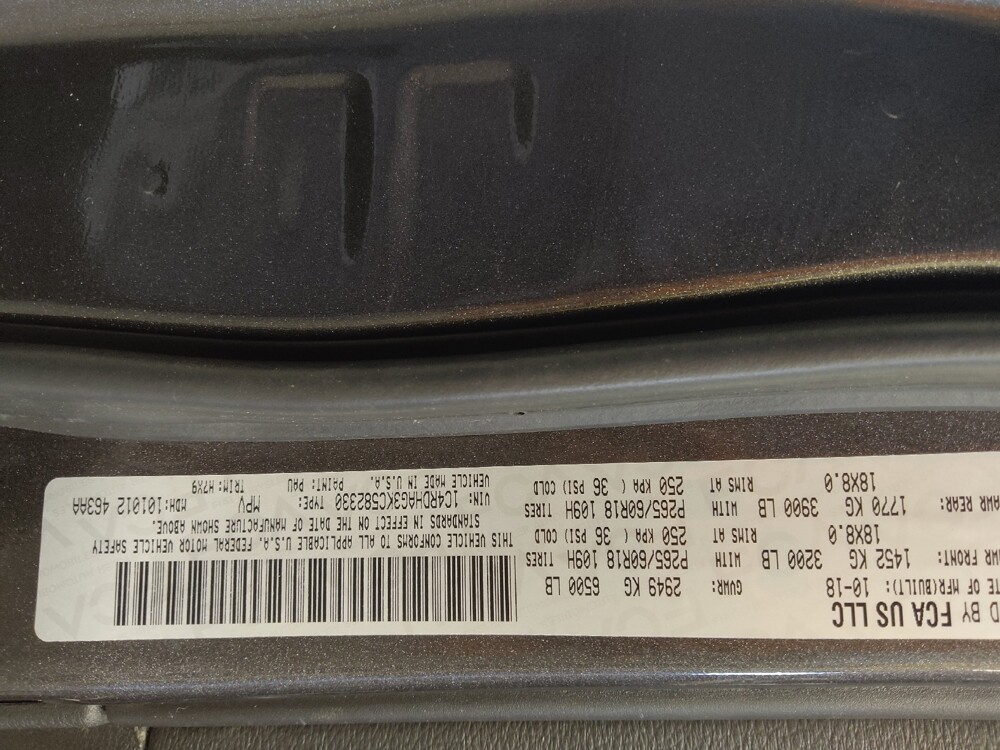 D BY FCA US LLC
TE OF MFR(BUILT): 10-18 GVWR: 2949 KG 6500 LB
WR FRONT: 1452 KG 3200 LB WITH P265/60R18 109H TIRES
18X8.0 RIMS AT 250 KPA ( 36 PSI) COLD
AWR REAR: 1770 KG 3900 LB WITH P265/60R18 109H TIRES
18X8.0 RIMS AT 250 KPA ( 36 PSI) COLD
THIS VEHICLE CONFORMS TO ALL APPLICABLE U.S.A. FEDERAL MOTOR VEHICLE SAFETY
STANDARDS IN EFFECT ON THE DATE OF MANUFACTURE SHOWN ABOVE.
VIN: 1C4RDHAG3KC582330 TYPE: MPV MDH:101012 463AA
VEHICLE MADE IN U.S.A. PAINT: PAU TRIM: H7X9